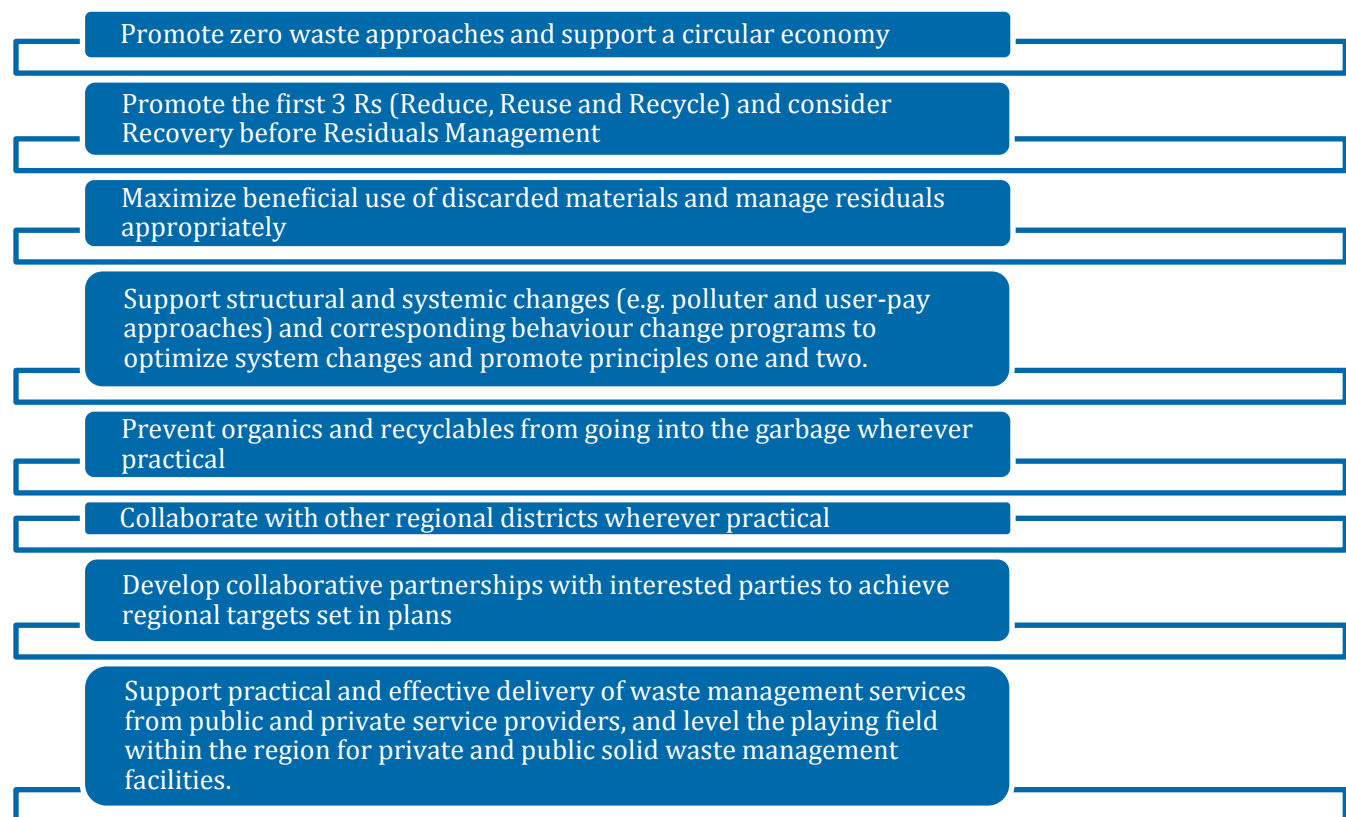 Promote zero waste approaches and support a circular economy
Promote the first 3 Rs (Reduce, Reuse and Recycle) and consider
Recovery before Residuals Management
Maximize beneficial use of discarded materials and manage residuals
appropriately
Support structural and systemic changes (e.g. polluter and user-pay
approaches) and corresponding behaviour change programs to
optimize system changes and promote principles one and two.
Prevent organics and recyclables from going into the garbage wherever
practical
Collaborate with other regional districts wherever practical
Develop collaborative partnerships with interested parties to achieve
regional targets set in plans
Support practical and effective delivery of waste management services
from public and private service providers, and level the playing field
within the region for private and public solid waste management
facilities.